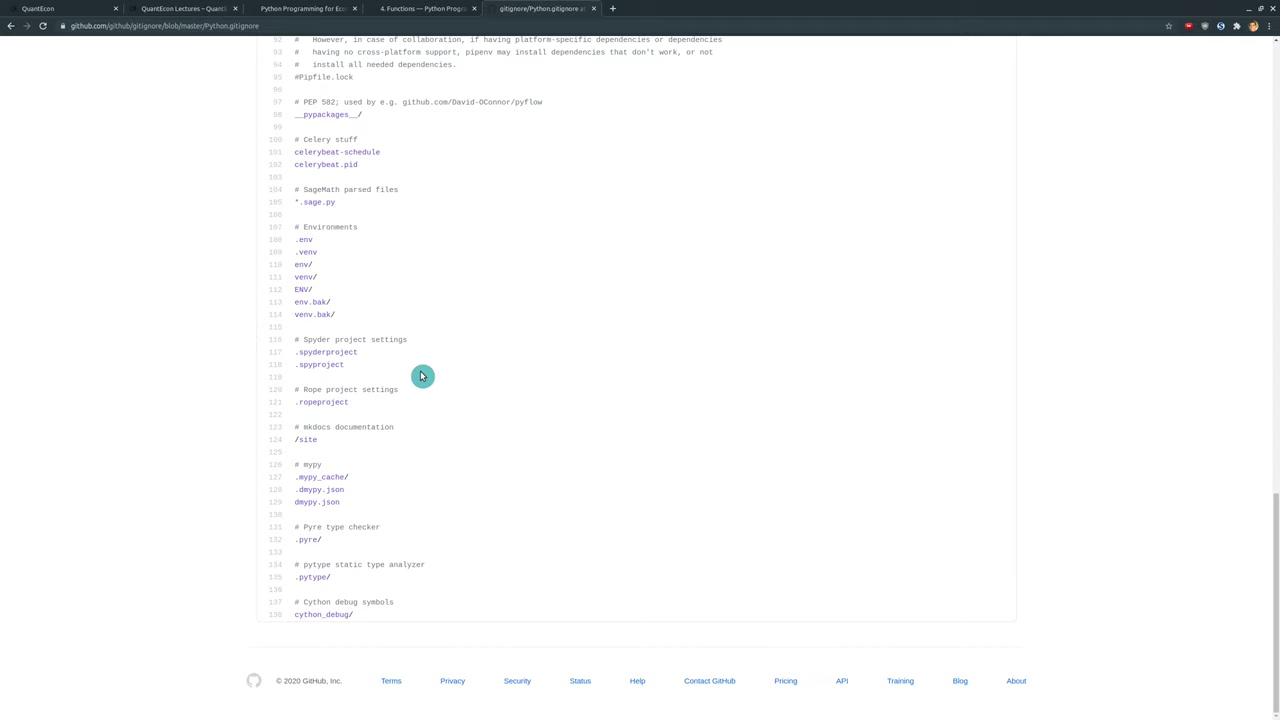 QuantEcon
QuantEcon Lectures – QuantE
Python Programming for Eco
4. Functions — Python Progra
gitignore/Python.gitignore at
github.com/github/gitignore/blob/master/Python.gitignore
92 # However, in case of collaboration, if having platform-specific dependencies or dependencies
93 # having no cross-platform support, pipenv may install dependencies that don't work, or not
94 # install all needed dependencies.
95 #Pipfile.lock
96
97 # PEP 582; used by e.g. github.com/David-OConnor/pyflow
98 __pypackages__/
99
100 # Celery stuff
101 celerybeat-schedule
102 celerybeat.pid
103
104 # SageMath parsed files
105 *.sage.py
106
107 # Environments
108 .env
109 .venv
110 env/
111 venv/
112 ENV/
113 env.bak/
114 venv.bak/
115
116 # Spyder project settings
117 .spyderproject
118 .spyproject
119
120 # Rope project settings
121 .ropeproject
122
123 # mkdocs documentation
124 /site
125
126 # mypy
127 .mypy_cache/
128 .dmypy.json
129 dmypy.json
130
131 # Pyre type checker
132 .pyre/
133
134 # pytype static type analyzer
135 .pytype/
136
137 # Cython debug symbols
138 cython_debug/
© 2020 GitHub, Inc.
Terms
Privacy
Security
Status
Help
Contact GitHub
Pricing
API
Training
Blog
About